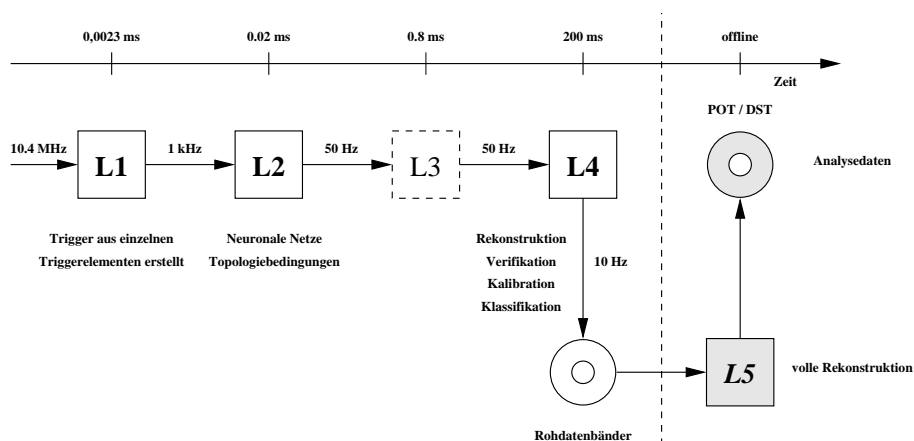 0,0023 ms
0.02 ms
0.8 ms
200 ms
offline
Zeit
POT / DST
10.4 MHz
L1
1 kHz
L2
50 Hz
L3
50 Hz
L4
Analysedaten
Trigger aus einzelnen
Triggerelementen erstellt
Neuronale Netze
Topologiebedingungen
Rekonstruktion
Verifikation
Kalibration
Klassifikation
10 Hz
L5
volle Rekonstruktion
Rohdatenbänder